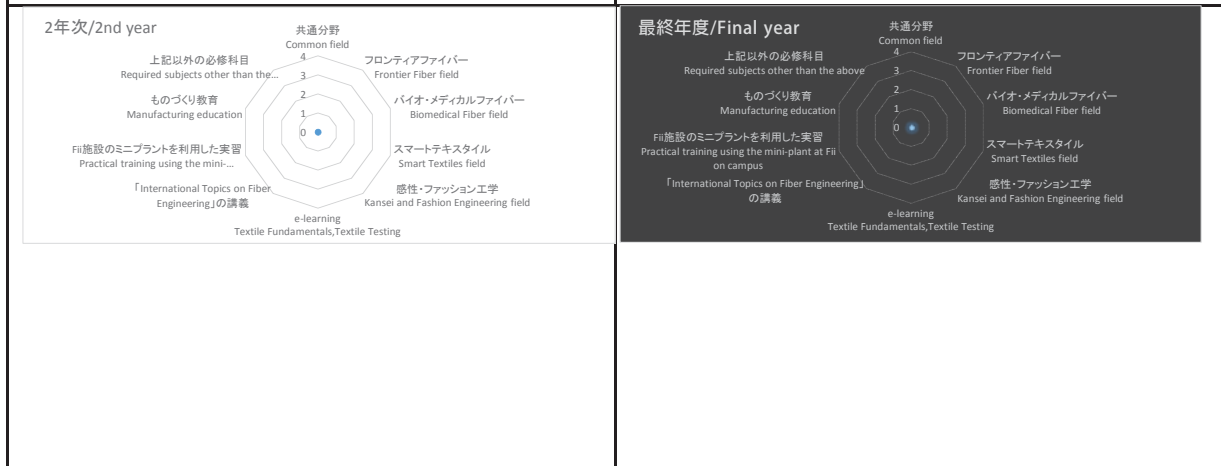 2年次/2nd year
共通分野
Common field
上記以外の必修科目
Required subjects other than the...
フロンティアファイバー
Frontier Fiber field
ものづくり教育
Manufacturing education
バイオ・メディカルファイバー
Biomedical Fiber field
Fii施設のミニプラントを利用した実習
Practical training using the mini-...
スマートテキスタイル
Smart Textiles field
「International Topics on Fiber
Engineering」の講義
感性・ファッション工学
Kansei and Fashion Engineering field
e-learning
Textile Fundamentals,Textile Testing
4
3
2
1
0
最終年度/Final year
共通分野
Common field
上記以外の必修科目
Required subjects other than the above
フロンティアファイバー
Frontier Fiber field
ものづくり教育
Manufacturing education
バイオ・メディカルファイバー
Biomedical Fiber field
Fii施設のミニプラントを利用した実習
Practical training using the mini-plant at Fii
on campus
スマートテキスタイル
Smart Textiles field
「International Topics on Fiber Engineering」
の講義
感性・ファッション工学
Kansei and Fashion Engineering field
e-learning
Textile Fundamentals,Textile Testing
4
3
2
1
0